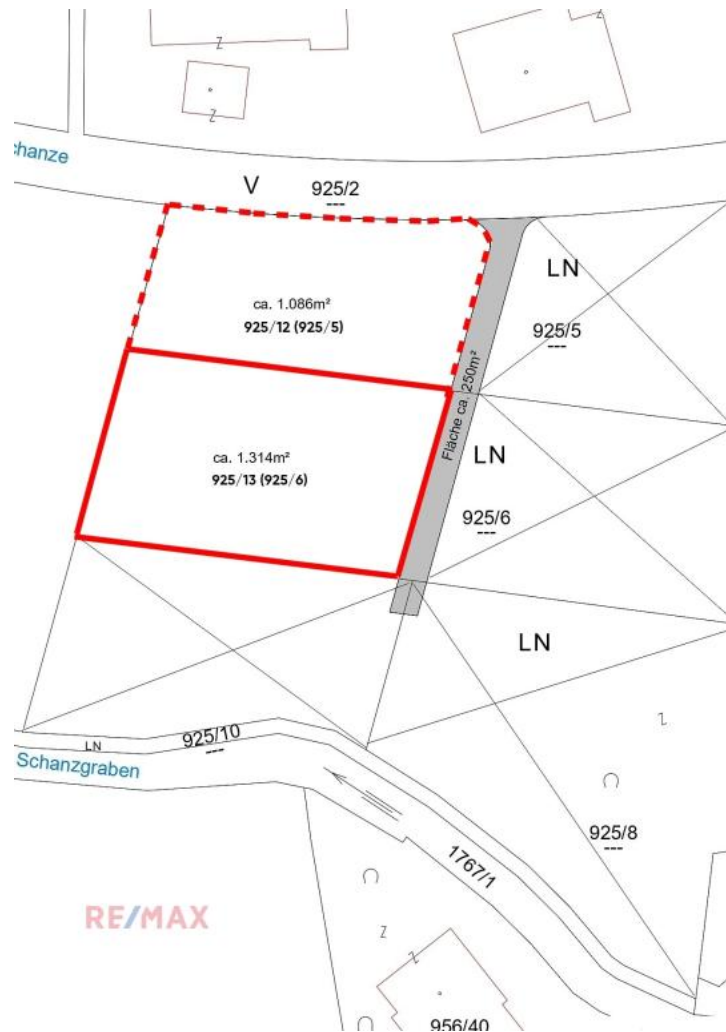 Z
Z
chanze
V
925/2
---
LN
ca. 1.086m²
925/12 (925/5)
925/5
---
Fläche ca. 250m²
ca. 1.314m²
925/13 (925/6)
LN
925/6
---
LN
925/10
---
LN
Schanzgraben
Z
925/8
---
1767/1
RE/MAX
Z
Z
956/40